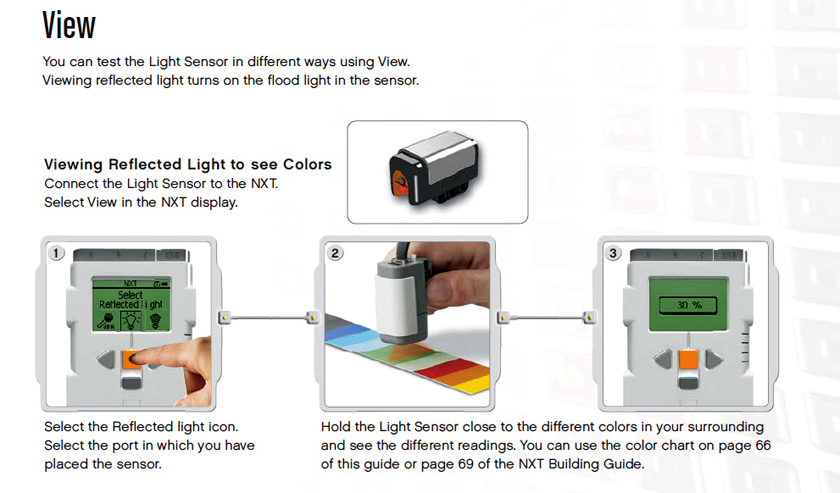 View
You can test the Light Sensor in different ways using View.
Viewing reflected light turns on the flood light in the sensor.
Viewing Reflected Light to see Colors
Connect the Light Sensor to the NXT.
Select View in the NXT display.
1
A B C
NXT
Select
Reflected light
2
3
A B C
30 %
Select the Reflected light icon.
Select the port in which you have
placed the sensor.
Hold the Light Sensor close to the different colors in your surrounding
and see the different readings. You can use the color chart on page 66
of this guide or page 69 of the NXT Building Guide.